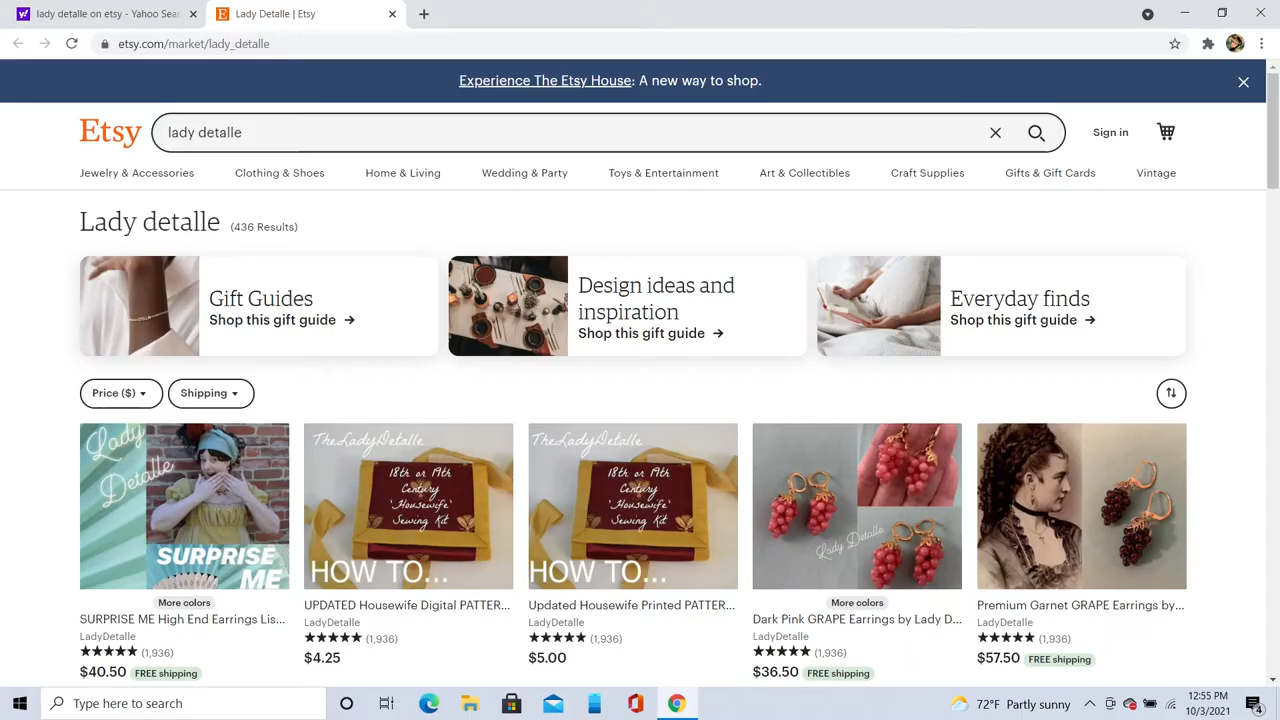 lady detalle on etsy - Yahoo Sear
Lady Detalle | Etsy
etsy.com/market/lady_detalle
Experience The Etsy House: A new way to shop.
Etsy
lady detalle
Sign in
Jewelry & Accessories Clothing & Shoes Home & Living Wedding & Party Toys & Entertainment Art & Collectibles Craft Supplies Gifts & Gift Cards Vintage
Lady detalle (436 Results)
Gift Guides
Shop this gift guide →
Design ideas and
inspiration
Shop this gift guide →
Everyday finds
Shop this gift guide →
Price ($)
Shipping
Lady
Detalle
SURPRISE
ME
More colors
SURPRISE ME High End Earrings Lis...
LadyDetalle
★★★★★ (1,936)
$40.50 FREE shipping
TheLadyDetalle
18th or 19th
Century
'Housewife'
Sewing Kit
HOW TO...
UPDATED Housewife Digital PATTER...
LadyDetalle
★★★★★ (1,936)
$4.25
TheLadyDetalle
18th or 19th
Century
'Housewife'
Sewing Kit
HOW TO...
Updated Housewife Printed PATTER...
LadyDetalle
★★★★★ (1,936)
$5.00
Lady Detalle
More colors
Dark Pink GRAPE Earrings by Lady D...
LadyDetalle
★★★★★ (1,936)
$36.50 FREE shipping
Premium Garnet GRAPE Earrings by...
LadyDetalle
★★★★★ (1,936)
$57.50 FREE shipping
Type here to search
72°F Partly sunny
12:55 PM
10/3/2021
4